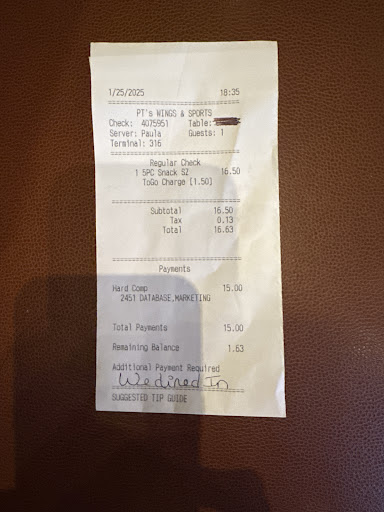 1/25/2025 18:35
PT's WINGS & SPORTS
Check: 4075951 Table:
Server: Paula Guests: 1
Terminal: 316
Regular Check
1 5PC Snack SZ 16.50
ToGo Charge [1.50]
Subtotal 16.50
Tax 0.13
Total 16.63
Payments
Hard Comp 15.00
2451 DATABASE,MARKETING
Total Payments 15.00
Remaining Balance 1.63
Additional Payment Required
We dined In
SUGGESTED TIP GUIDE